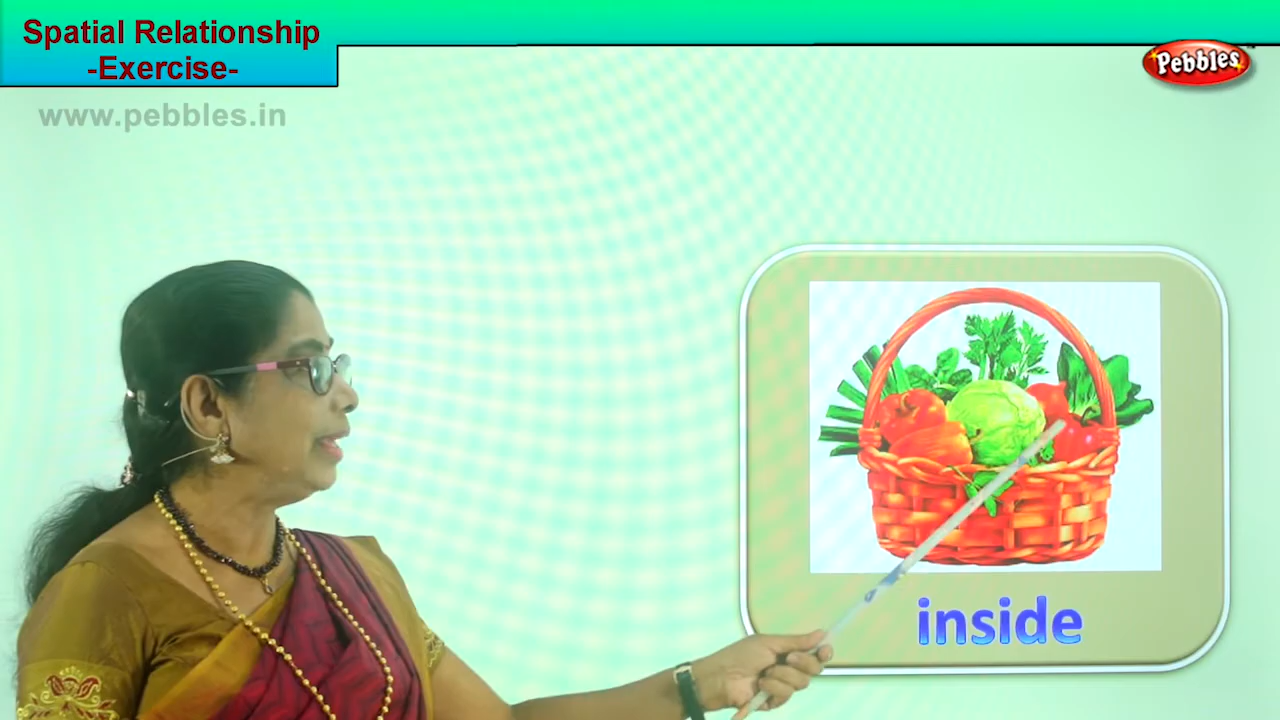 Spatial Relationship
-Exercise-
www.pebbles.in
Pebbles
inside